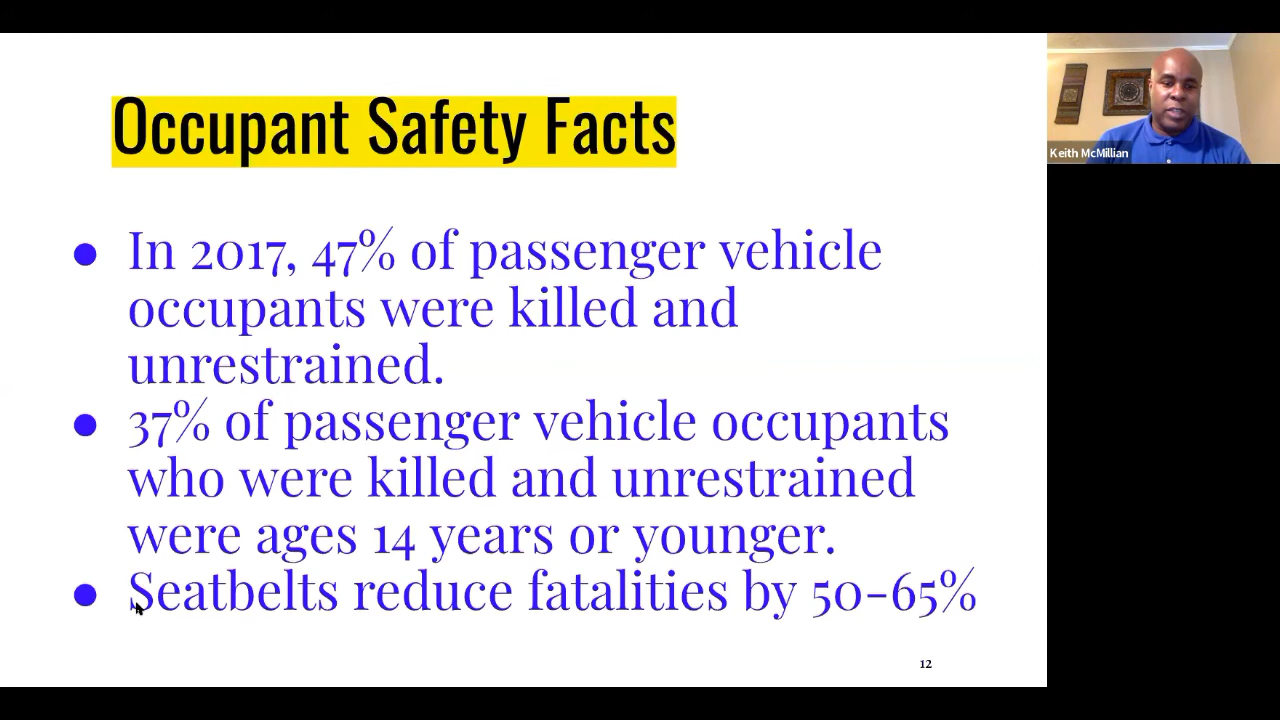 Occupant Safety Facts
● In 2017, 47% of passenger vehicle
occupants were killed and
unrestrained.
● 37% of passenger vehicle occupants
who were killed and unrestrained
were ages 14 years or younger.
● Seatbelts reduce fatalities by 50-65%
12
Keith McMillian